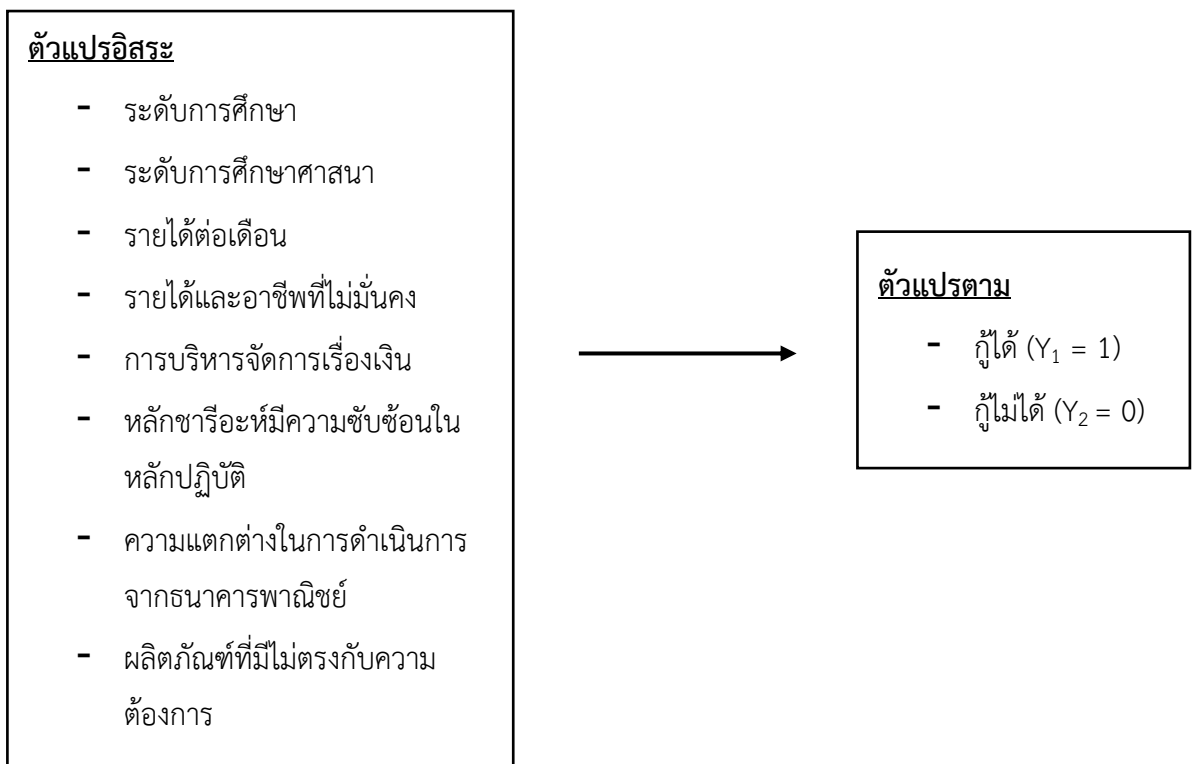 ตัวแปรอิสระ
- ระดับการศึกษา
- ระดับการศึกษาศาสนา
- รายได้ต่อเดือน
- รายได้และอาชีพที่ไม่มั่นคง
- การบริหารจัดการเรื่องเงิน
- หลักชารีอะห์มีความซับซ้อนใน
หลักปฏิบัติ
- ความแตกต่างในการดำเนินการ
จากธนาคารพาณิชย์
- ผลิตภัณฑ์ที่มีไม่ตรงกับความ
ต้องการ
ตัวแปรตาม
- กู้ได้ (Y₁ = 1)
- กู้ไม่ได้ (Y₂ = 0)